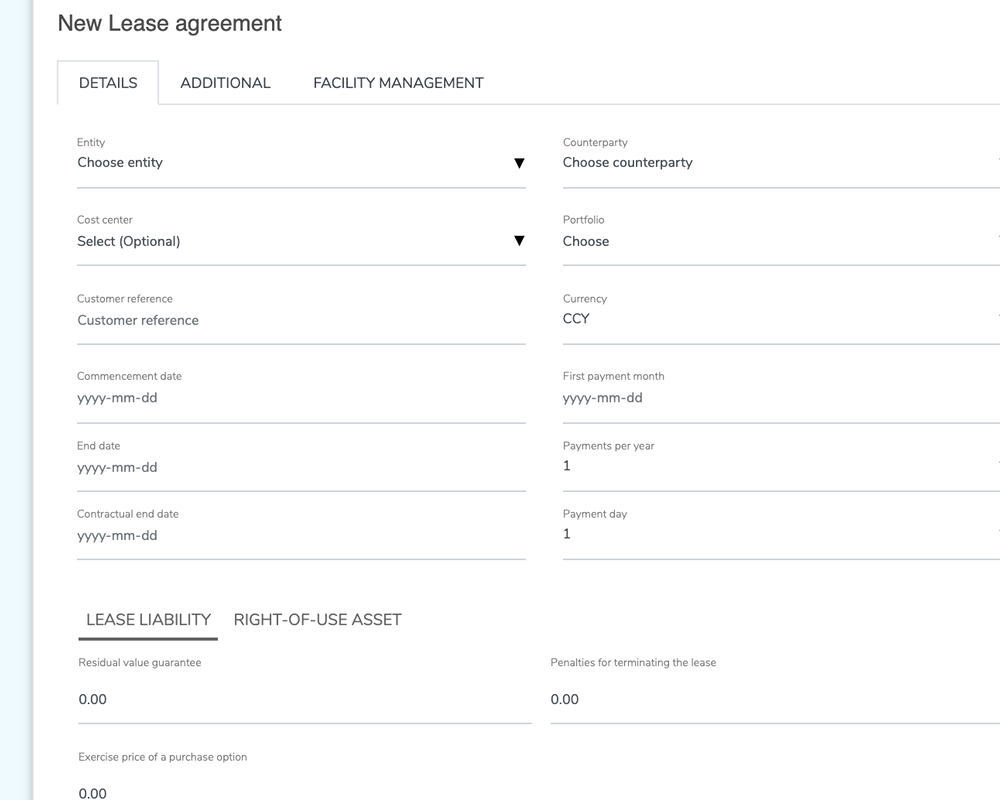 New Lease agreement
DETAILS ADDITIONAL FACILITY MANAGEMENT
Entity Counterparty
Choose entity Choose counterparty
Cost center Portfolio
Select (Optional) Choose
Customer reference Currency
Customer reference CCY
Commencement date First payment month
yyyy-mm-dd yyyy-mm-dd
End date Payments per year
yyyy-mm-dd 1
Contractual end date Payment day
yyyy-mm-dd 1
LEASE LIABILITY RIGHT-OF-USE ASSET
Residual value guarantee Penalties for terminating the lease
0.00 0.00
Exercise price of a purchase option
0.00